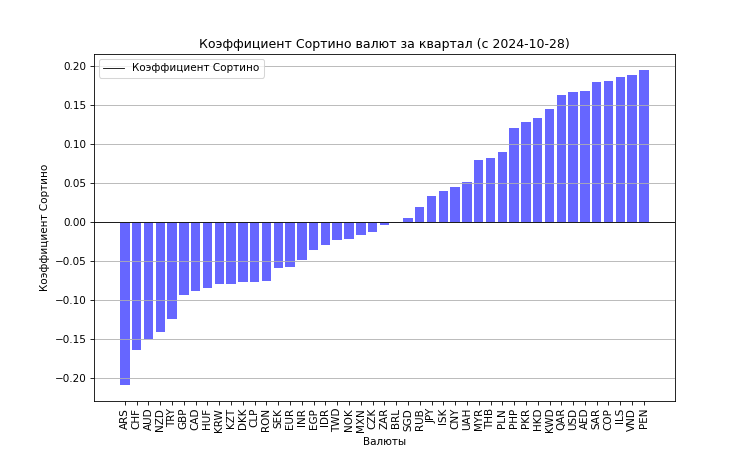 Коэффициент Сортино валют за квартал (с 2024-10-28)
Коэффициент Сортино
Коэффициент Сортино
0.20
0.15
0.10
0.05
0.00
−0.05
−0.10
−0.15
−0.20
ARS CHF AUD NZD TRY GBP CAD HUF KRW KZT DKK CLP RON SEK EUR INR EGP IDR TWD NOK MXN CZK ZAR BRL SGD RUB JPY ISK CNY UAH MYR THB PLN PHP PKR HKD KWD QAR USD AED SAR COP ILS VND PEN
Валюты